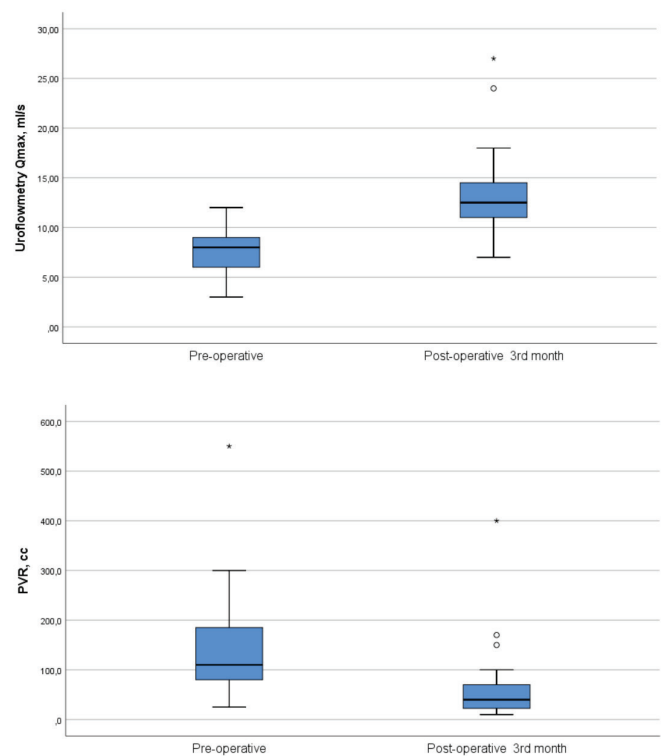 Uroflowmetry Qmax, ml/s
30,00
25,00
20,00
15,00
10,00
5,00
,00
Pre-operative
Post-operative 3rd month
PVR, cc
600,0
500,0
400,0
300,0
200,0
100,0
,0
Pre-operative
Post-operative 3rd month